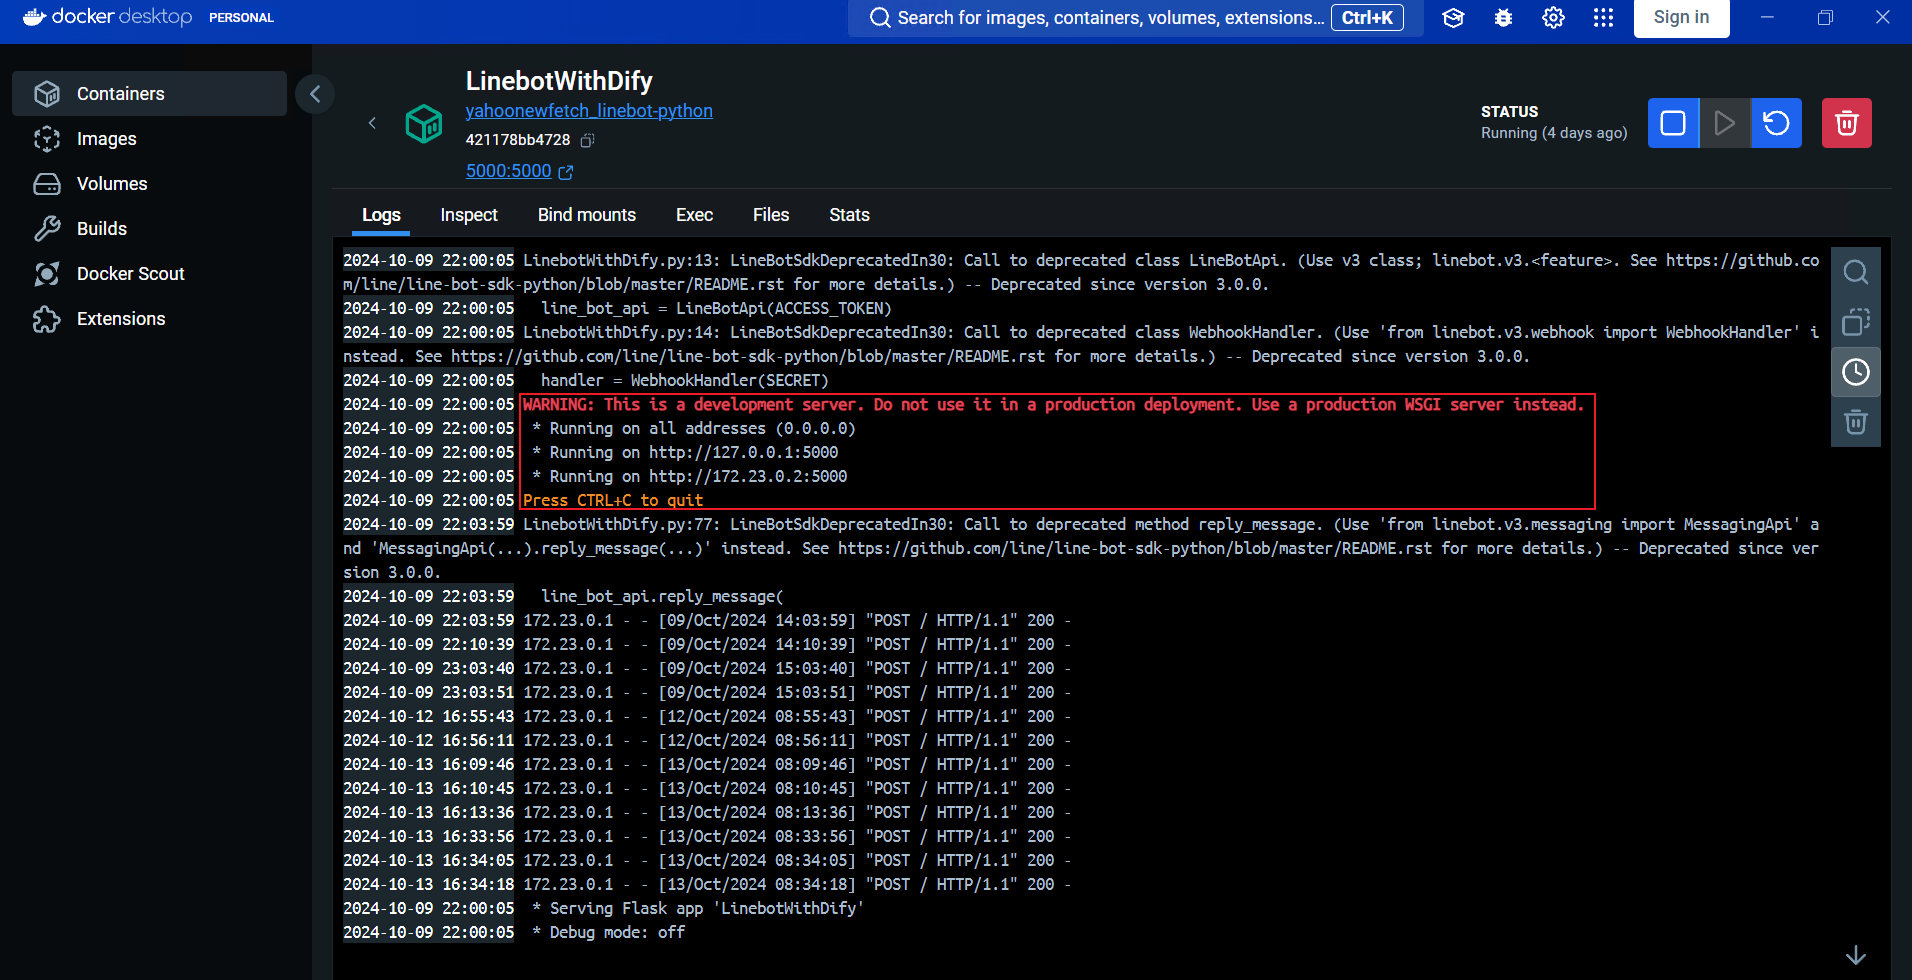 docker desktop PERSONAL
Search for images, containers, volumes, extensions... Ctrl+K
Sign in
Containers
Images
Volumes
Builds
Docker Scout
Extensions
LinebotWithDify
yahoonewfetch_linebot-python
421178bb4728
5000:5000
STATUS
Running (4 days ago)
Logs Inspect Bind mounts Exec Files Stats
2024-10-09 22:00:05 LinebotWithDify.py:13: LineBotSdkDeprecatedIn30: Call to deprecated class LineBotApi. (Use v3 class; linebot.v3.<feature>. See https://github.co
m/line/line-bot-sdk-python/blob/master/README.rst for more details.) -- Deprecated since version 3.0.0.
2024-10-09 22:00:05   line_bot_api = LineBotApi(ACCESS_TOKEN)
2024-10-09 22:00:05 LinebotWithDify.py:14: LineBotSdkDeprecatedIn30: Call to deprecated class WebhookHandler. (Use 'from linebot.v3.webhook import WebhookHandler' i
nstead. See https://github.com/line/line-bot-sdk-python/blob/master/README.rst for more details.) -- Deprecated since version 3.0.0.
2024-10-09 22:00:05   handler = WebhookHandler(SECRET)
2024-10-09 22:00:05 WARNING: This is a development server. Do not use it in a production deployment. Use a production WSGI server instead.
2024-10-09 22:00:05  * Running on all addresses (0.0.0.0)
2024-10-09 22:00:05  * Running on http://127.0.0.1:5000
2024-10-09 22:00:05  * Running on http://172.23.0.2:5000
2024-10-09 22:00:05 Press CTRL+C to quit
2024-10-09 22:03:59 LinebotWithDify.py:77: LineBotSdkDeprecatedIn30: Call to deprecated method reply_message. (Use 'from linebot.v3.messaging import MessagingApi' a
nd 'MessagingApi(...).reply_message(...)' instead. See https://github.com/line/line-bot-sdk-python/blob/master/README.rst for more details.) -- Deprecated since ver
sion 3.0.0.
2024-10-09 22:03:59   line_bot_api.reply_message(
2024-10-09 22:03:59 172.23.0.1 - - [09/Oct/2024 14:03:59] "POST / HTTP/1.1" 200 -
2024-10-09 22:10:39 172.23.0.1 - - [09/Oct/2024 14:10:39] "POST / HTTP/1.1" 200 -
2024-10-09 23:03:40 172.23.0.1 - - [09/Oct/2024 15:03:40] "POST / HTTP/1.1" 200 -
2024-10-09 23:03:51 172.23.0.1 - - [09/Oct/2024 15:03:51] "POST / HTTP/1.1" 200 -
2024-10-12 16:55:43 172.23.0.1 - - [12/Oct/2024 08:55:43] "POST / HTTP/1.1" 200 -
2024-10-12 16:56:11 172.23.0.1 - - [12/Oct/2024 08:56:11] "POST / HTTP/1.1" 200 -
2024-10-13 16:09:46 172.23.0.1 - - [13/Oct/2024 08:09:46] "POST / HTTP/1.1" 200 -
2024-10-13 16:10:45 172.23.0.1 - - [13/Oct/2024 08:10:45] "POST / HTTP/1.1" 200 -
2024-10-13 16:13:36 172.23.0.1 - - [13/Oct/2024 08:13:36] "POST / HTTP/1.1" 200 -
2024-10-13 16:33:56 172.23.0.1 - - [13/Oct/2024 08:33:56] "POST / HTTP/1.1" 200 -
2024-10-13 16:34:05 172.23.0.1 - - [13/Oct/2024 08:34:05] "POST / HTTP/1.1" 200 -
2024-10-13 16:34:18 172.23.0.1 - - [13/Oct/2024 08:34:18] "POST / HTTP/1.1" 200 -
2024-10-09 22:00:05  * Serving Flask app 'LinebotWithDify'
2024-10-09 22:00:05  * Debug mode: off